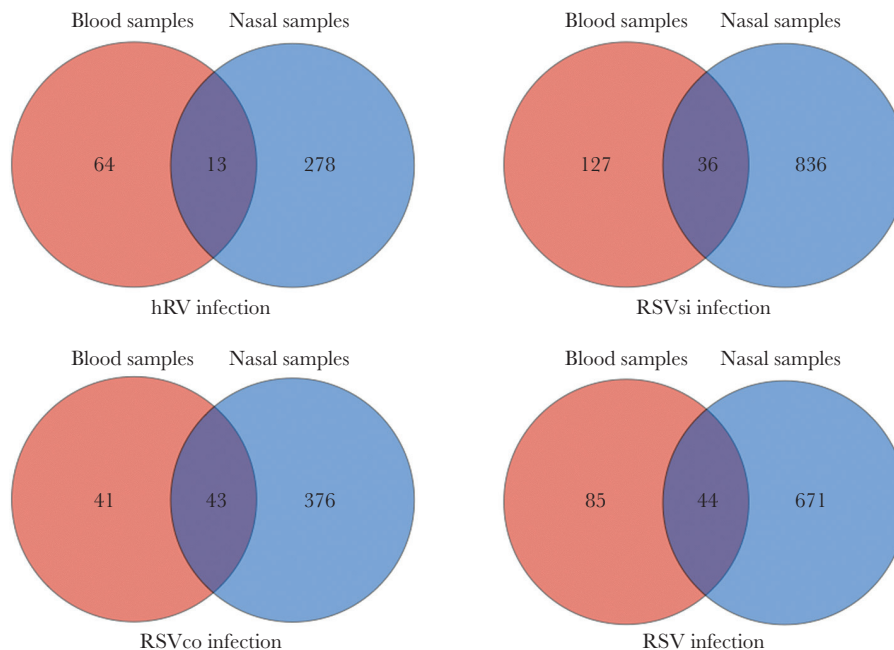 Blood samples Nasal samples
64 13 278
hRV infection
Blood samples Nasal samples
127 36 836
RSVsi infection
Blood samples Nasal samples
41 43 376
RSVco infection
Blood samples Nasal samples
85 44 671
RSV infection